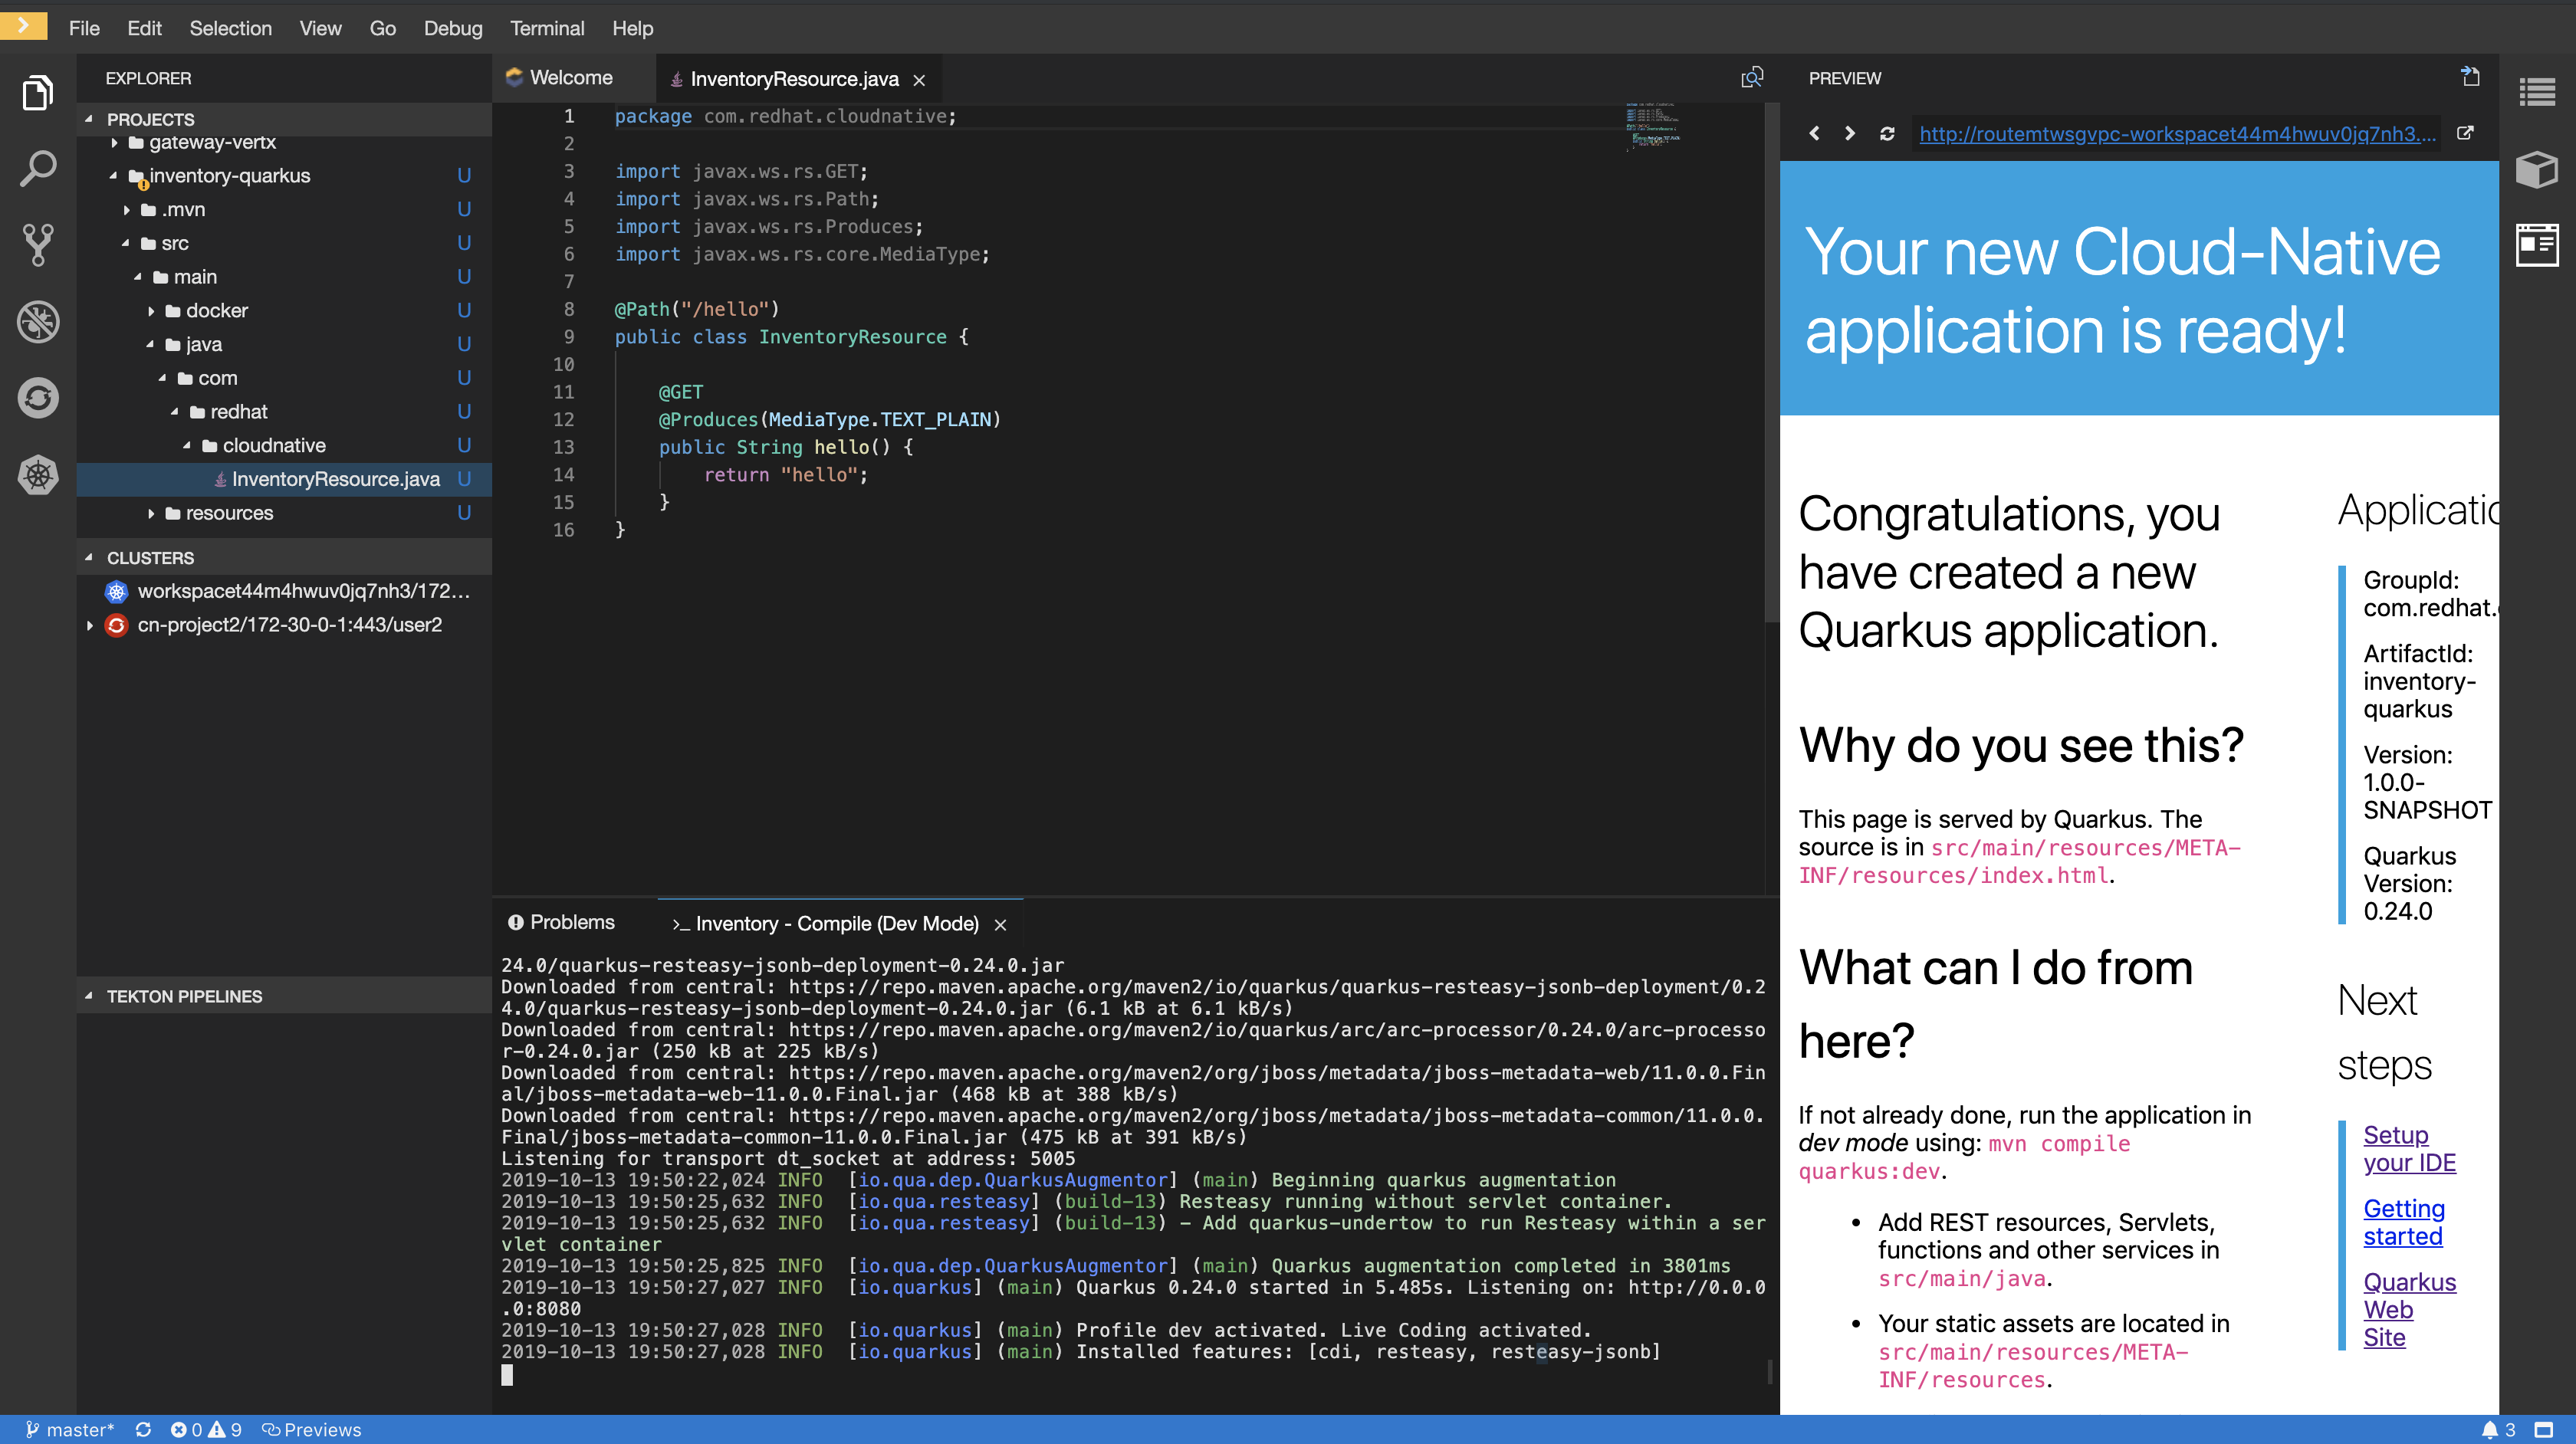 File Edit Selection View Go Debug Terminal Help
EXPLORER
PROJECTS
gateway-vertx
inventory-quarkus U
.mvn U
src U
main U
docker U
java U
com U
redhat U
cloudnative U
InventoryResource.java U
resources U
CLUSTERS
workspacet44m4hwuv0jq7nh3/172...
cn-project2/172-30-0-1:443/user2
TEKTON PIPELINES
Welcome InventoryResource.java ×
1 package com.redhat.cloudnative;
2
3 import javax.ws.rs.GET;
4 import javax.ws.rs.Path;
5 import javax.ws.rs.Produces;
6 import javax.ws.rs.core.MediaType;
7
8 @Path("/hello")
9 public class InventoryResource {
10
11 @GET
12 @Produces(MediaType.TEXT_PLAIN)
13 public String hello() {
14 return "hello";
15 }
16 }
Problems >_ Inventory - Compile (Dev Mode) ×
24.0/quarkus-resteasy-jsonb-deployment-0.24.0.jar
Downloaded from central: https://repo.maven.apache.org/maven2/io/quarkus/quarkus-resteasy-jsonb-deployment/0.2
4.0/quarkus-resteasy-jsonb-deployment-0.24.0.jar (6.1 kB at 6.1 kB/s)
Downloaded from central: https://repo.maven.apache.org/maven2/io/quarkus/arc/arc-processor/0.24.0/arc-processo
r-0.24.0.jar (250 kB at 225 kB/s)
Downloaded from central: https://repo.maven.apache.org/maven2/org/jboss/metadata/jboss-metadata-web/11.0.0.Fin
al/jboss-metadata-web-11.0.0.Final.jar (468 kB at 388 kB/s)
Downloaded from central: https://repo.maven.apache.org/maven2/org/jboss/metadata/jboss-metadata-common/11.0.0.
Final/jboss-metadata-common-11.0.0.Final.jar (475 kB at 391 kB/s)
Listening for transport dt_socket at address: 5005
2019-10-13 19:50:22,024 INFO [io.qua.dep.QuarkusAugmentor] (main) Beginning quarkus augmentation
2019-10-13 19:50:25,632 INFO [io.qua.resteasy] (build-13) Resteasy running without servlet container.
2019-10-13 19:50:25,632 INFO [io.qua.resteasy] (build-13) - Add quarkus-undertow to run Resteasy within a ser
vlet container
2019-10-13 19:50:25,825 INFO [io.qua.dep.QuarkusAugmentor] (main) Quarkus augmentation completed in 3801ms
2019-10-13 19:50:27,027 INFO [io.quarkus] (main) Quarkus 0.24.0 started in 5.485s. Listening on: http://0.0.0
.0:8080
2019-10-13 19:50:27,028 INFO [io.quarkus] (main) Profile dev activated. Live Coding activated.
2019-10-13 19:50:27,028 INFO [io.quarkus] (main) Installed features: [cdi, resteasy, resteasy-jsonb]
PREVIEW
http://routemtwsgvpc-workspacet44m4hwuv0jq7nh3....
Your new Cloud-Native
application is ready!
Congratulations, you
have created a new
Quarkus application.
Why do you see this?
This page is served by Quarkus. The
source is in src/main/resources/META-
INF/resources/index.html.
What can I do from
here?
If not already done, run the application in
dev mode using: mvn compile
quarkus:dev.
• Add REST resources, Servlets,
functions and other services in
src/main/java.
• Your static assets are located in
src/main/resources/META-
INF/resources.
Applicatio
GroupId:
com.redhat.
ArtifactId:
inventory-
quarkus
Version:
1.0.0-
SNAPSHOT
Quarkus
Version:
0.24.0
Next
steps
Setup
your IDE
Getting
started
Quarkus
Web
Site
master* 0 9 Previews 3